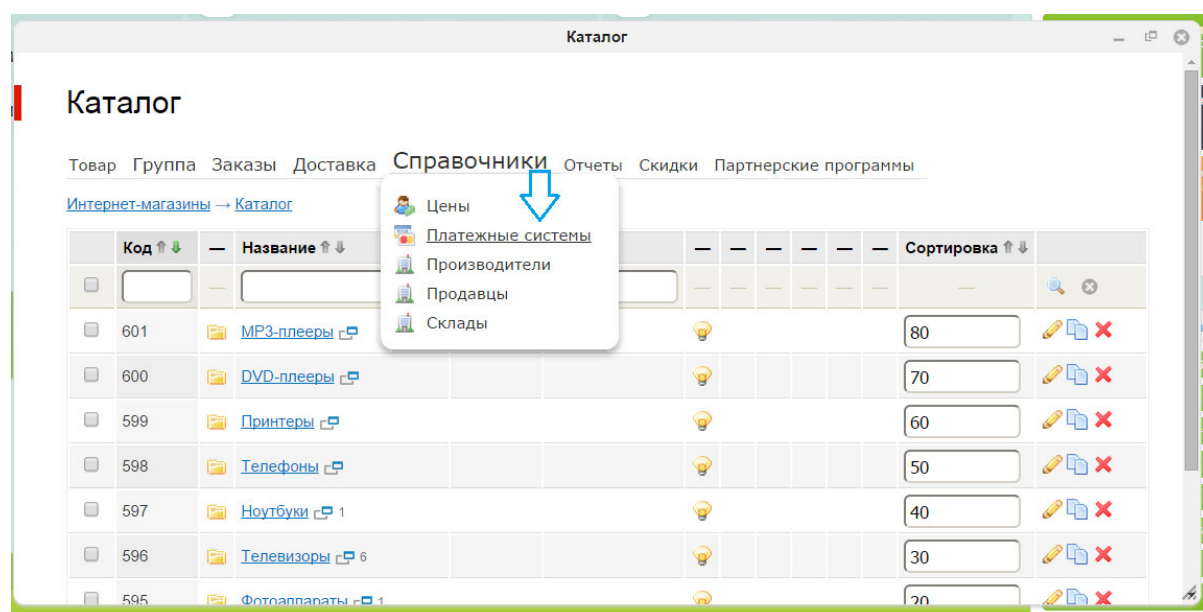 Каталог
Каталог
Товар Группа Заказы Доставка Справочники Отчеты Скидки Партнерские программы
Интернет-магазины → Каталог
Цены
Платежные системы
Производители
Продавцы
Склады
Код — Название — — — — — — Сортировка
— — — — — — — —
601 MP3-плееры 80
600 DVD-плееры 70
599 Принтеры 60
598 Телефоны 50
597 Ноутбуки 1 40
596 Телевизоры 6 30
595 Фотоаппараты 1 20